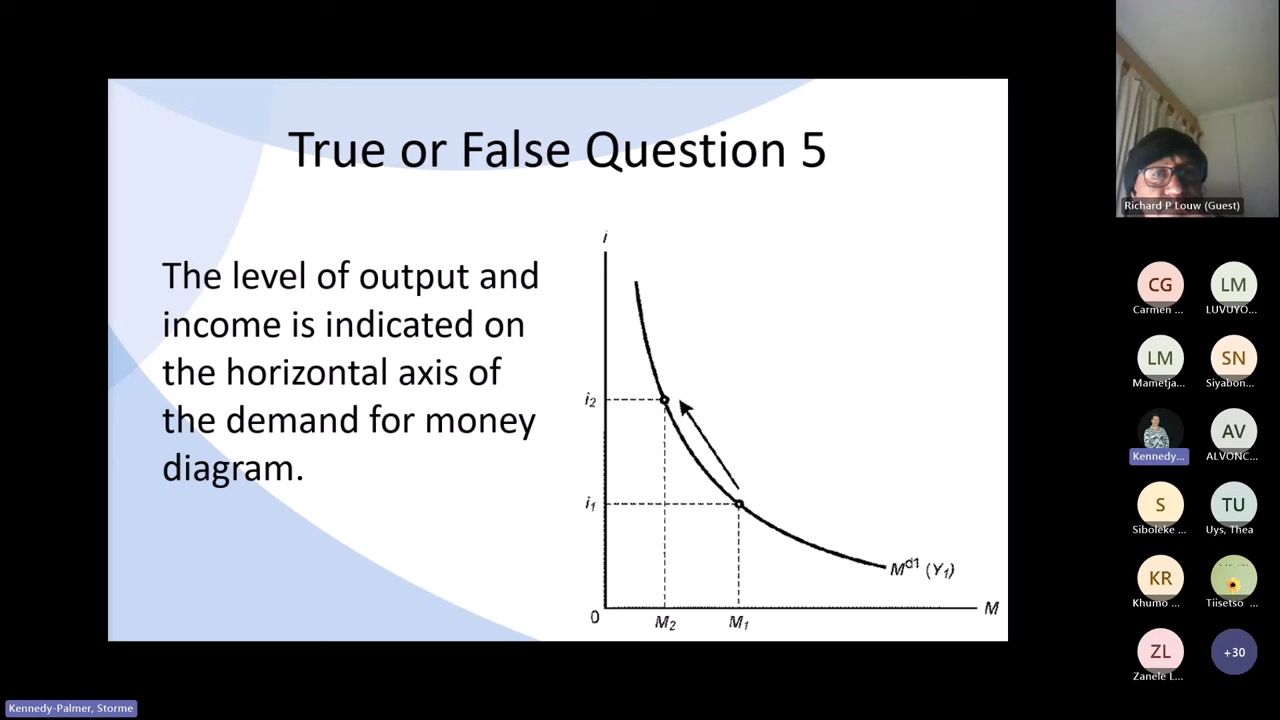 True or False Question 5
The level of output and
income is indicated on
the horizontal axis of
the demand for money
diagram.
i
i₂
i₁
0
M₂
M₁
M
Mᵈ¹ (Y₁)
Richard P Louw (Guest)
CG
LM
Carmen ...
LUVUYO...
LM
SN
Mametja...
Siyabon...
Kennedy...
AV
ALVONC...
S
TU
Siboleke ...
Uys, Thea
KR
Khumo ...
Tiisetso ...
ZL
+30
Zanele L...
Kennedy-Palmer, Storme